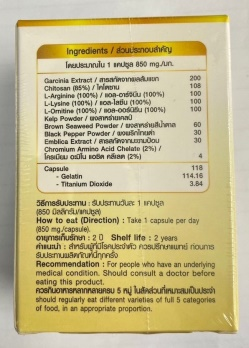 Ingredients / ส่วนประกอบสำคัญ
โดยประมาณใน 1 แคปซูล 850 มก./มก.
Garcinia Extract / สารสกัดจากผลส้มแขก 200
Chitosan (85%) / ไคโตซาน 108
L-Arginine (100%) / แอล-อาร์จินีน (100%) 100
L-Lysine (100%) / แอล-ไลซีน (100%) 100
L-Ornitine (100%) / แอล-ออร์นิทีน (100%) 100
Kelp Powder / ผงสาหร่ายเคลป์
Brown Seaweed Powder / ผงสาหร่ายสีน้ำตาล 60
Black Pepper Powder / ผงพริกไทยดำ 30
Emblica Extract / สารสกัดจากมะขามป้อม 30
Chromium Amino Acid Chelate (2%) /
โครเมียม อะมิโน แอซิด คลีเลต (2%) 4
Capsule 118
- Gelatin 114.16
- Titanium Dioxide 3.84
วิธีการรับประทาน : รับประทานวันละ 1 แคปซูล
(850 มิลลิกรัม/แคปซูล)
How to eat (Direction) : Take 1 capsule per day
(850 mg./capsule).
อายุการเก็บรักษา : 2 ปี Shelf life : 2 years
คำแนะนำ : สำหรับผู้ที่มีโรคประจำตัว ควรปรึกษาแพทย์ ก่อนการ
รับประทานผลิตภัณฑ์นี้ทุกครั้ง
Recommendation : For people who have an underlying
medical condition. Should consult a doctor before
eating this product.
ควรกินอาหารหลากหลายครบ 5 หมู่ ในสัดส่วนที่เหมาะสมเป็นประจำ
should regularly eat different varieties of full 5 categories
of food, in an appropriate proportion.